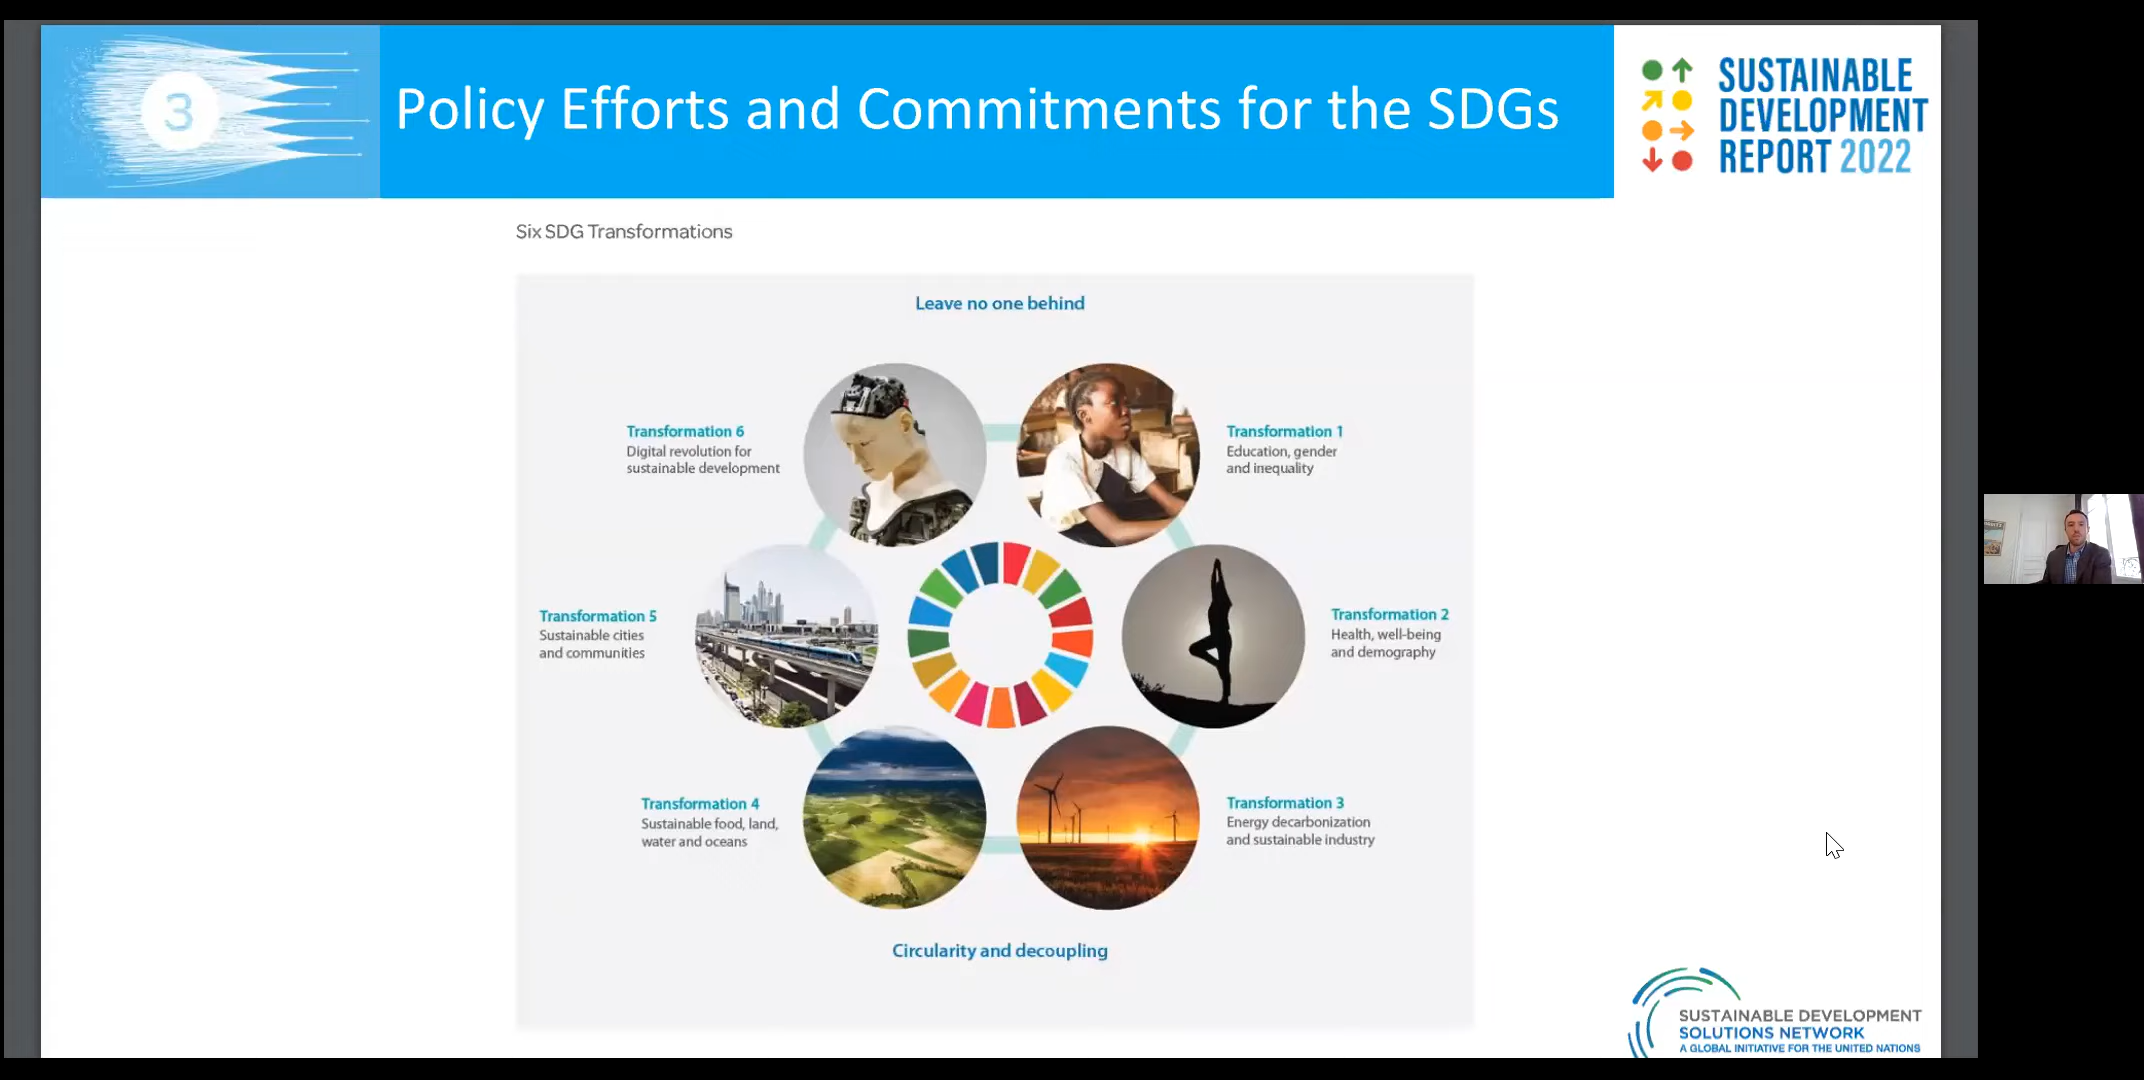 3
Policy Efforts and Commitments for the SDGs
SUSTAINABLE
DEVELOPMENT
REPORT 2022
Six SDG Transformations
Leave no one behind
Transformation 6
Digital revolution for
sustainable development
Transformation 1
Education, gender
and inequality
Transformation 5
Sustainable cities
and communities
Transformation 2
Health, well-being
and demography
Transformation 4
Sustainable food, land,
water and oceans
Transformation 3
Energy decarbonization
and sustainable industry
Circularity and decoupling
SUSTAINABLE DEVELOPMENT
SOLUTIONS NETWORK
A GLOBAL INITIATIVE FOR THE UNITED NATIONS